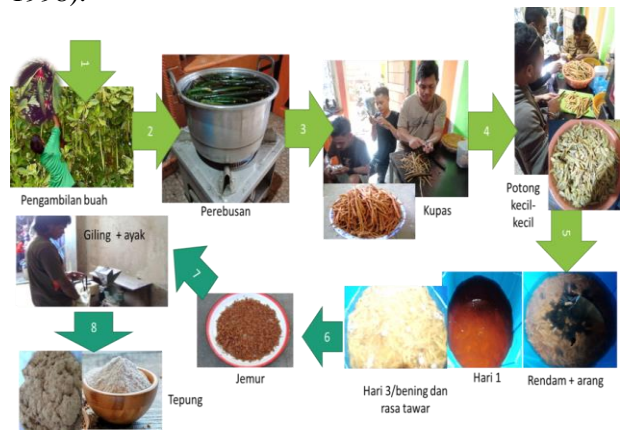 1
2
3
4
Pengambilan buah
Perebusan
Kupas
Potong
kecil-
kecil
5
Giling + ayak
7
6
8
Jemur
Hari 3/bening dan
rasa tawar
Hari 1
Rendam + arang
Tepung